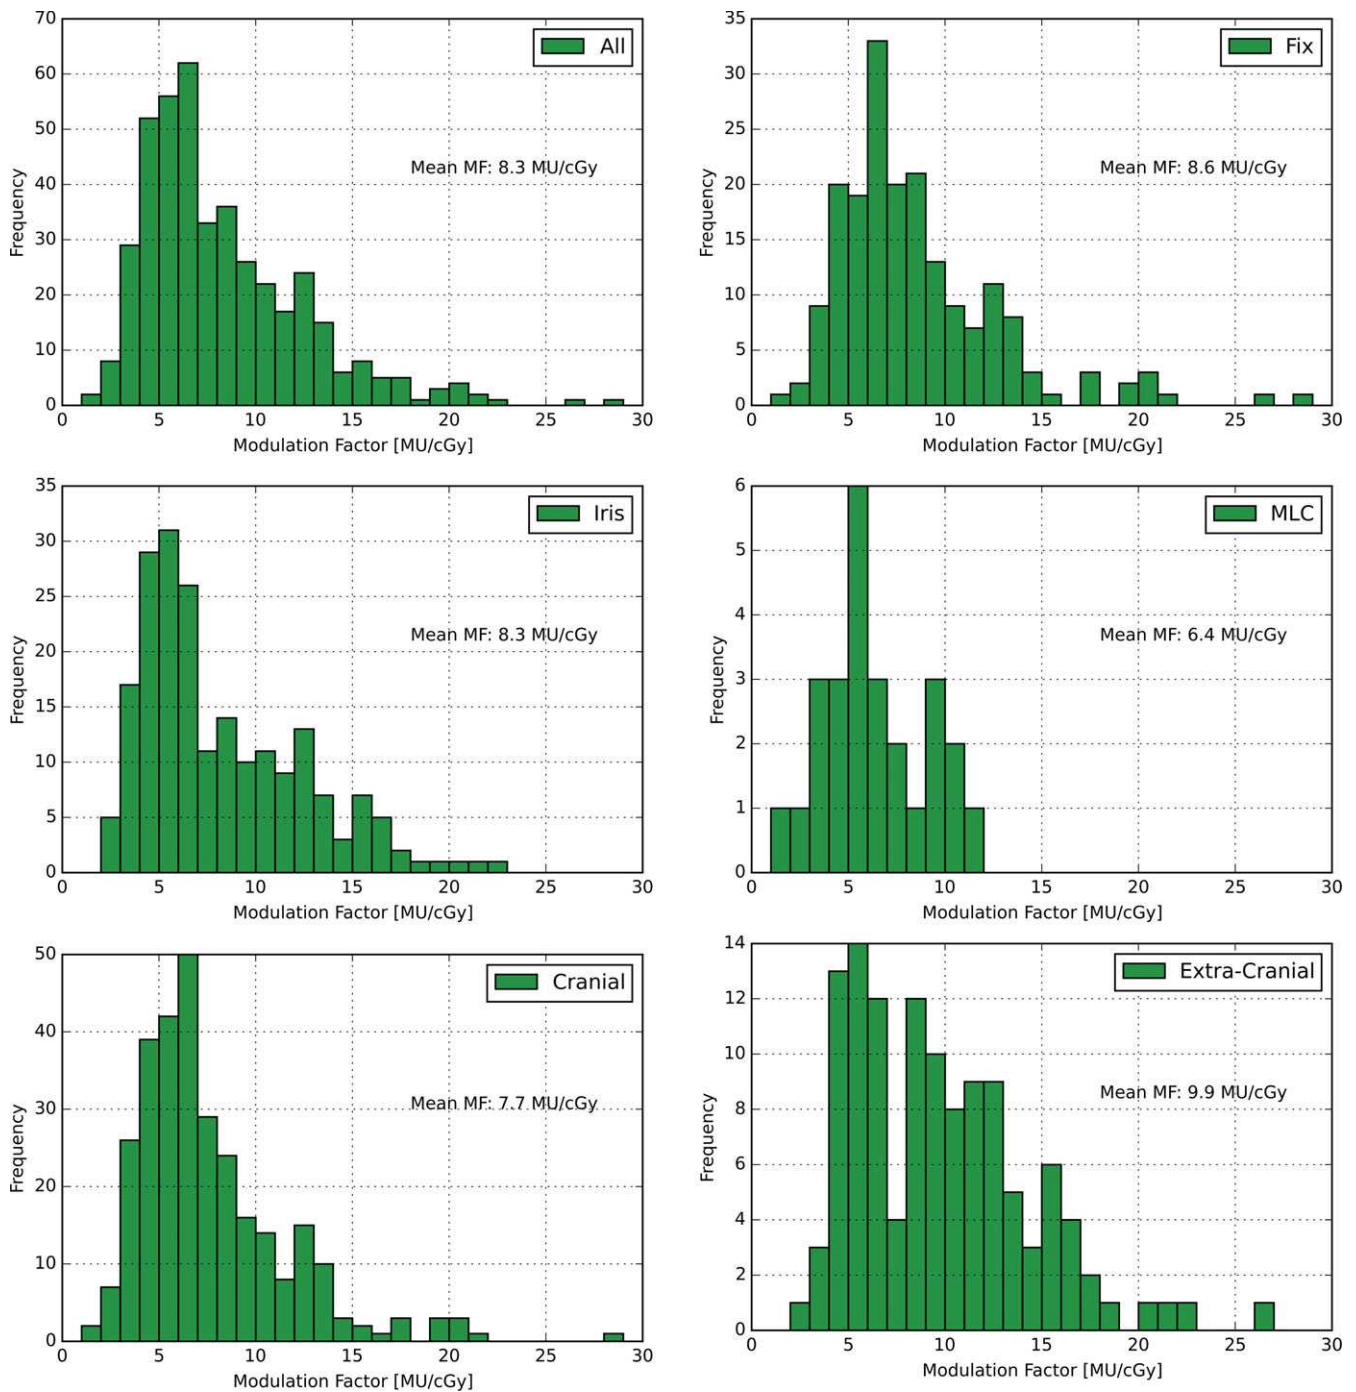 70
60
50
40
30
20
10
0
Frequency
All
Mean MF: 8.3 MU/cGy
0 5 10 15 20 25 30
Modulation Factor [MU/cGy]
35
30
25
20
15
10
5
0
Frequency
Fix
Mean MF: 8.6 MU/cGy
0 5 10 15 20 25 30
Modulation Factor [MU/cGy]
35
30
25
20
15
10
5
0
Frequency
Iris
Mean MF: 8.3 MU/cGy
0 5 10 15 20 25 30
Modulation Factor [MU/cGy]
6
5
4
3
2
1
0
Frequency
MLC
Mean MF: 6.4 MU/cGy
0 5 10 15 20 25 30
Modulation Factor [MU/cGy]
50
40
30
20
10
0
Frequency
Cranial
Mean MF: 7.7 MU/cGy
0 5 10 15 20 25 30
Modulation Factor [MU/cGy]
14
12
10
8
6
4
2
0
Frequency
Extra-Cranial
Mean MF: 9.9 MU/cGy
0 5 10 15 20 25 30
Modulation Factor [MU/cGy]